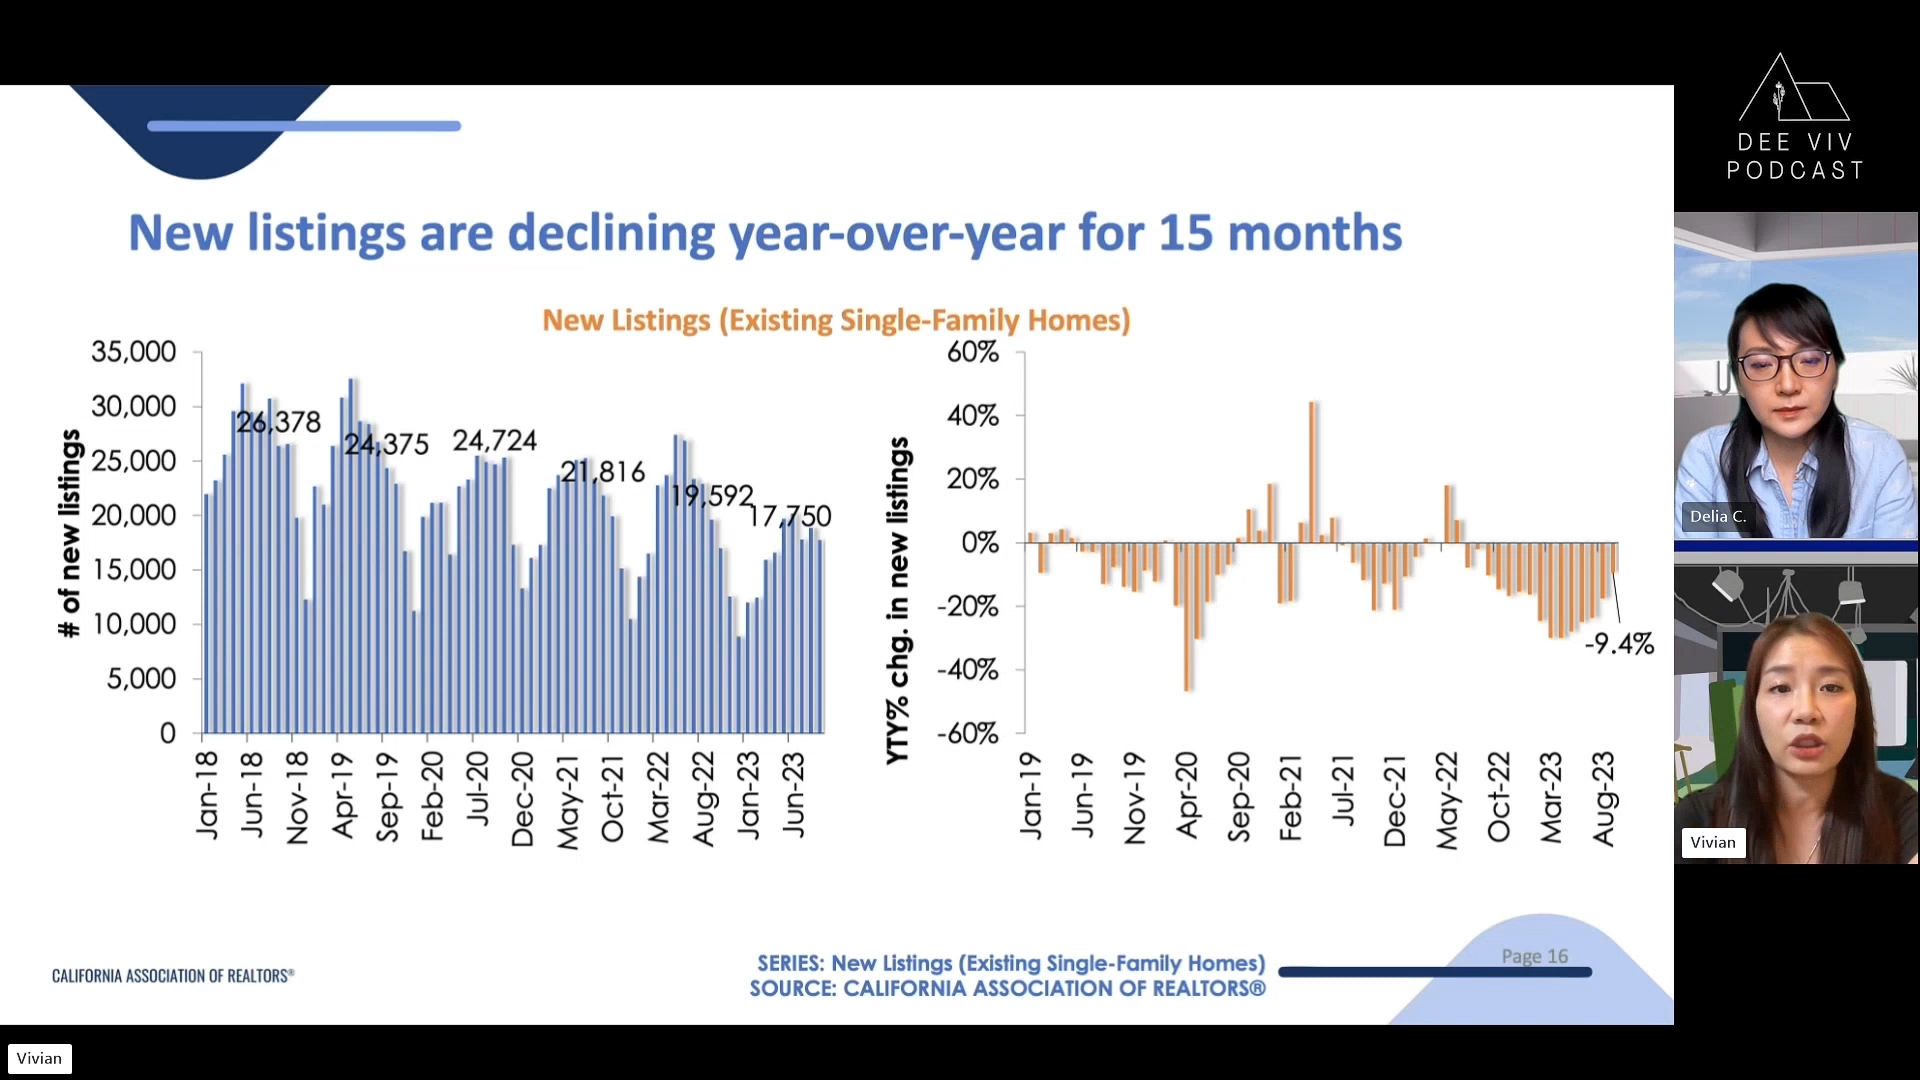 DEE VIV
PODCAST
New listings are declining year-over-year for 15 months
New Listings (Existing Single-Family Homes)
# of new listings
35,000
30,000
25,000
20,000
15,000
10,000
5,000
0
26,378
24,375
24,724
21,816
19,592
17,750
Jan-18
Jun-18
Nov-18
Apr-19
Sep-19
Feb-20
Jul-20
Dec-20
May-21
Oct-21
Mar-22
Aug-22
Jan-23
Jun-23
YTY% chg. in new listings
60%
40%
20%
0%
-20%
-40%
-60%
-9.4%
Jan-19
Jun-19
Nov-19
Apr-20
Sep-20
Feb-21
Jul-21
Dec-21
May-22
Oct-22
Mar-23
Aug-23
Delia C.
Vivian
CALIFORNIA ASSOCIATION OF REALTORS®
SERIES: New Listings (Existing Single-Family Homes)
SOURCE: CALIFORNIA ASSOCIATION OF REALTORS®
Page 16
Vivian